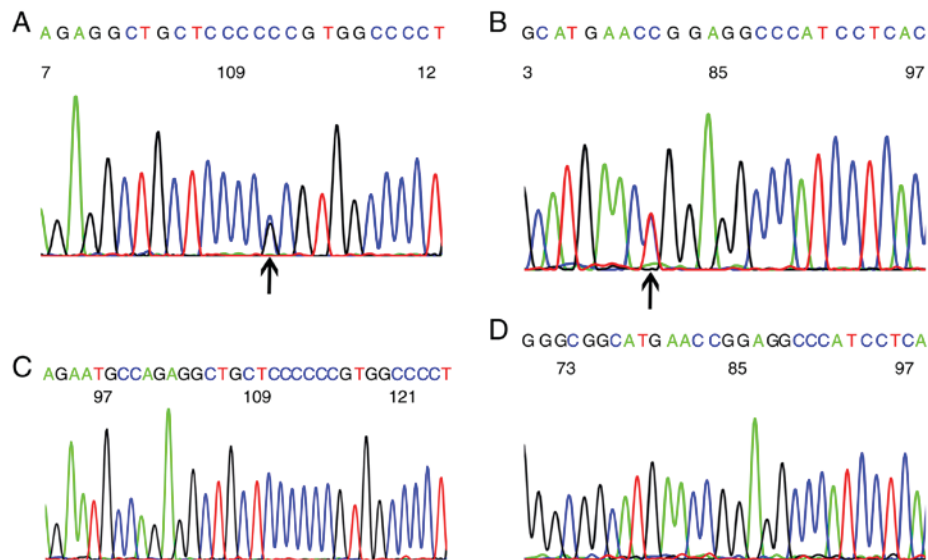 A
AGAGGCTGCTCCCCCCGTGGCCCCT
7 109 12
B
GCATGAACCGGAGGCCCATCCTCAC
3 85 97
C
AGAATGCCAGAGGCTGCTCCCCCCGTGGCCCCT
97 109 121
D
GGGCGGCATGAACCGGAGGCCCATCCTCA
73 85 97